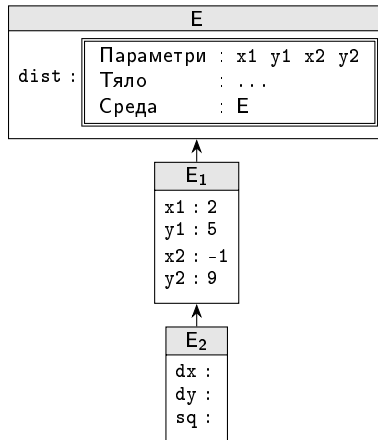 E
Параметри : x1 y1 x2 y2
dist : Тяло : ...
Среда : E
E1
x1 : 2
y1 : 5
x2 : -1
y2 : 9
E2
dx :
dy :
sq :